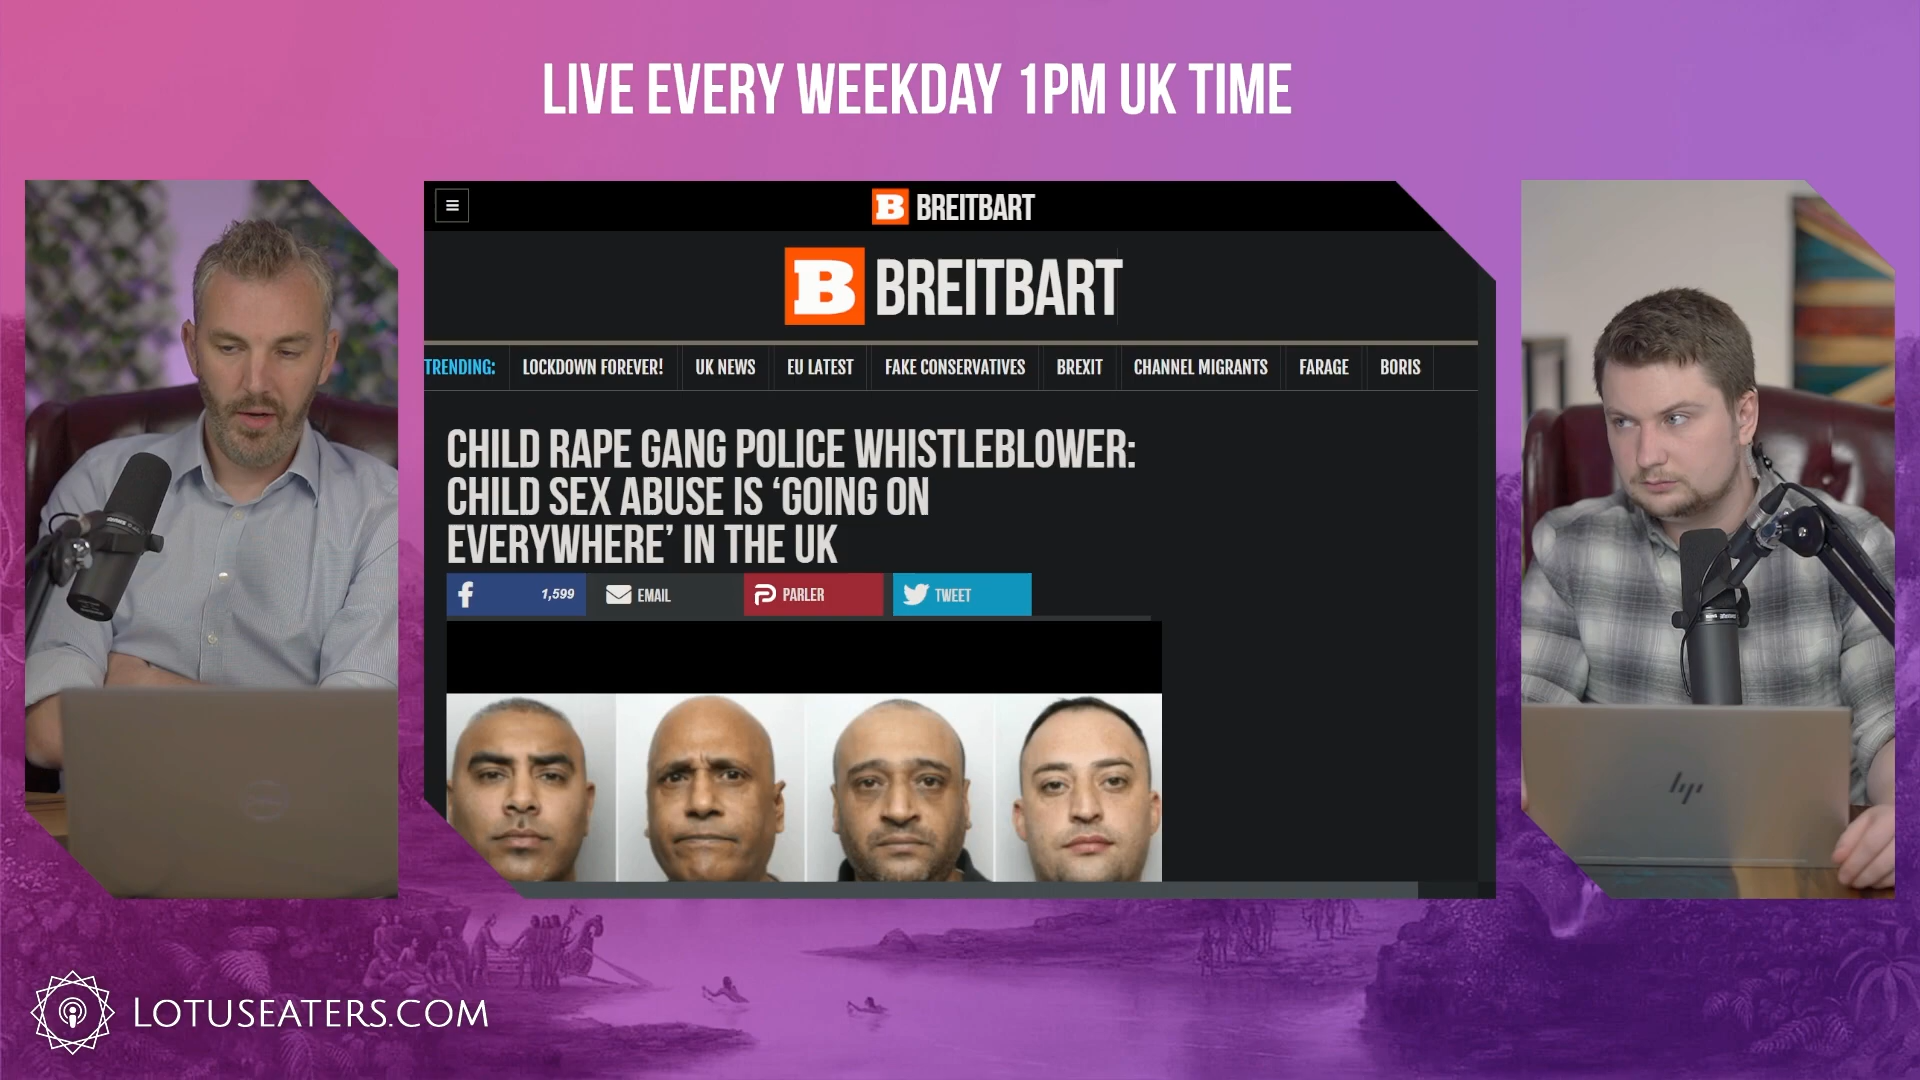 LIVE EVERY WEEKDAY 1PM UK TIME
B BREITBART
B BREITBART
TRENDING: LOCKDOWN FOREVER! UK NEWS EU LATEST FAKE CONSERVATIVES BREXIT CHANNEL MIGRANTS FARAGE BORIS
CHILD RAPE GANG POLICE WHISTLEBLOWER:
CHILD SEX ABUSE IS ‘GOING ON
EVERYWHERE’ IN THE UK
f 1,599 EMAIL PARLER TWEET
hp
LOTUSEATERS.COM